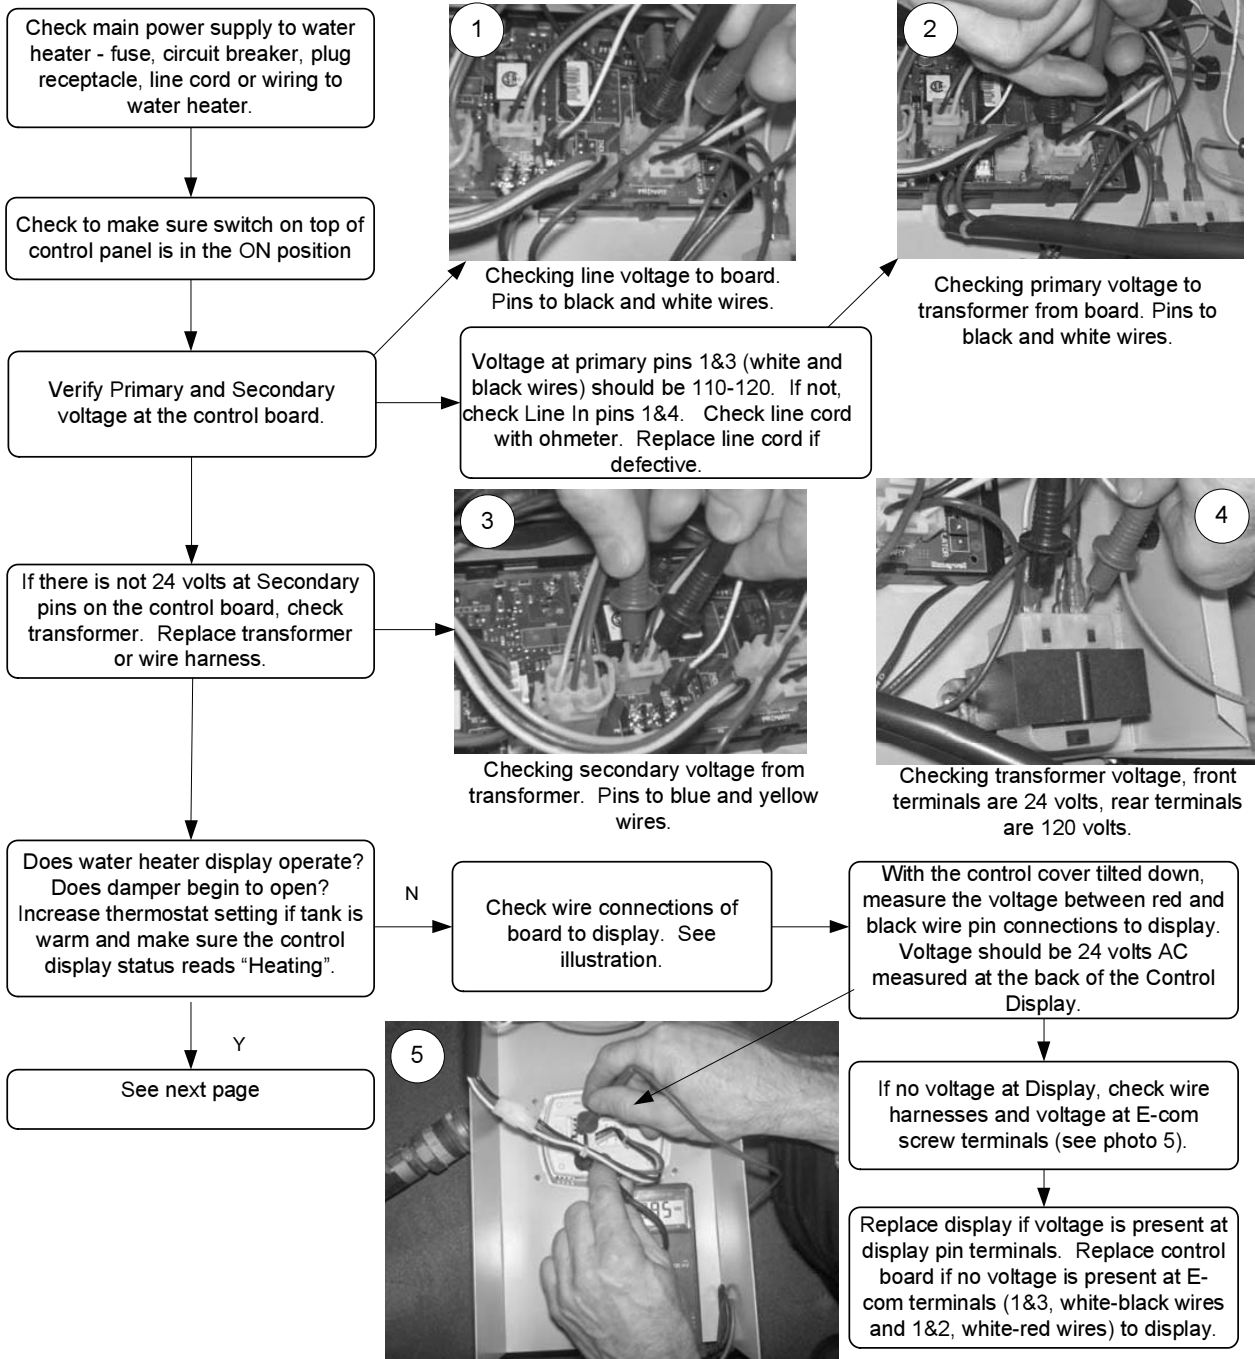 Check main power supply to water
heater - fuse, circuit breaker, plug
receptacle, line cord or wiring to
water heater.
Check to make sure switch on top of
control panel is in the ON position
Verify Primary and Secondary
voltage at the control board.
1
Checking line voltage to board.
Pins to black and white wires.
2
Checking primary voltage to
transformer from board. Pins to
black and white wires.
Voltage at primary pins 1&3 (white and
black wires) should be 110-120.  If not,
check Line In pins 1&4.   Check line cord
with ohmeter.  Replace line cord if
defective.
If there is not 24 volts at Secondary
pins on the control board, check
transformer.  Replace transformer
or wire harness.
3
PRIMARY
Checking secondary voltage from
transformer.  Pins to blue and yellow
wires.
4
Honeywell
Checking transformer voltage, front
terminals are 24 volts, rear terminals
are 120 volts.
Does water heater display operate?
Does damper begin to open?
Increase thermostat setting if tank is
warm and make sure the control
display status reads “Heating”.
N
Check wire connections of
board to display.  See
illustration.
With the control cover tilted down,
measure the voltage between red and
black wire pin connections to display.
Voltage should be 24 volts AC
measured at the back of the Control
Display.
Y
See next page
5
If no voltage at Display, check wire
harnesses and voltage at E-com
screw terminals (see photo 5).
Replace display if voltage is present at
display pin terminals.  Replace control
board if no voltage is present at E-
com terminals (1&3, white-black wires
and 1&2, white-red wires) to display.